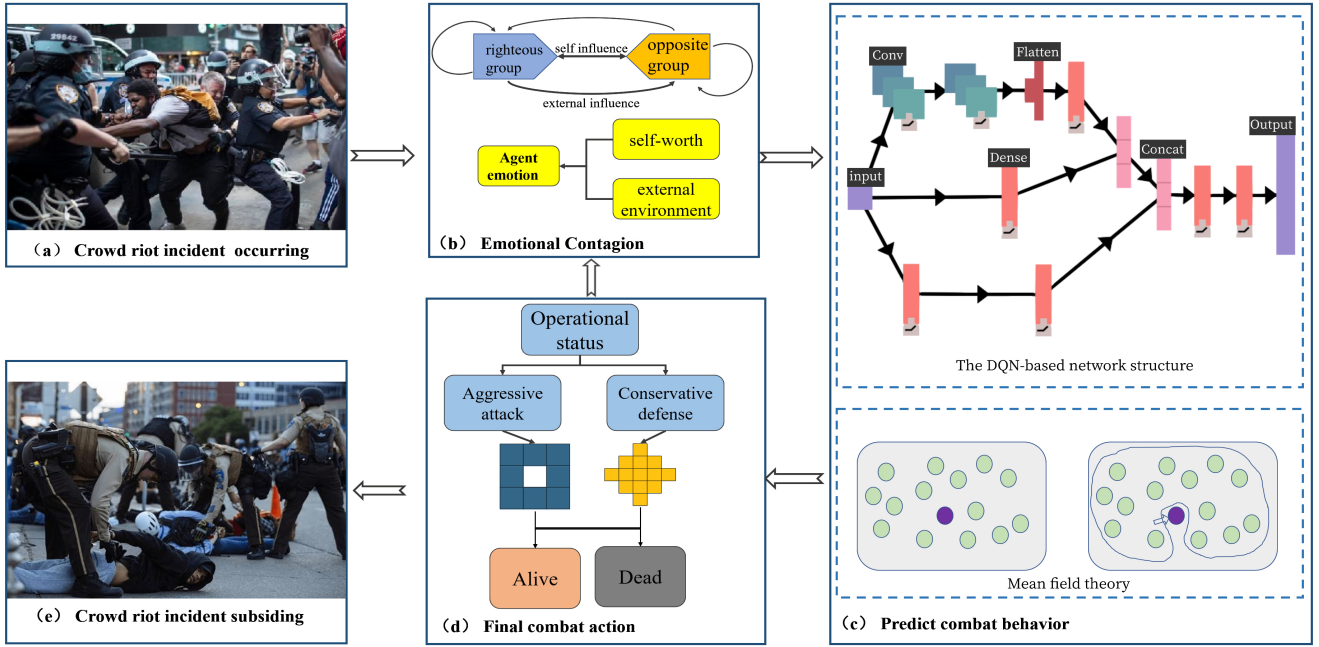 29842
（a） Crowd riot incident occurring
righteous
group
self influence
opposite
group
external influence
Agent
emotion
self-worth
external
environment
（b） Emotional Contagion
Conv
Flatten
Dense
input
Concat
Output
The DQN-based network structure
Mean field theory
（c） Predict combat behavior
Operational
status
Aggressive
attack
Conservative
defense
Alive
Dead
（d） Final combat action
（e） Crowd riot incident subsiding